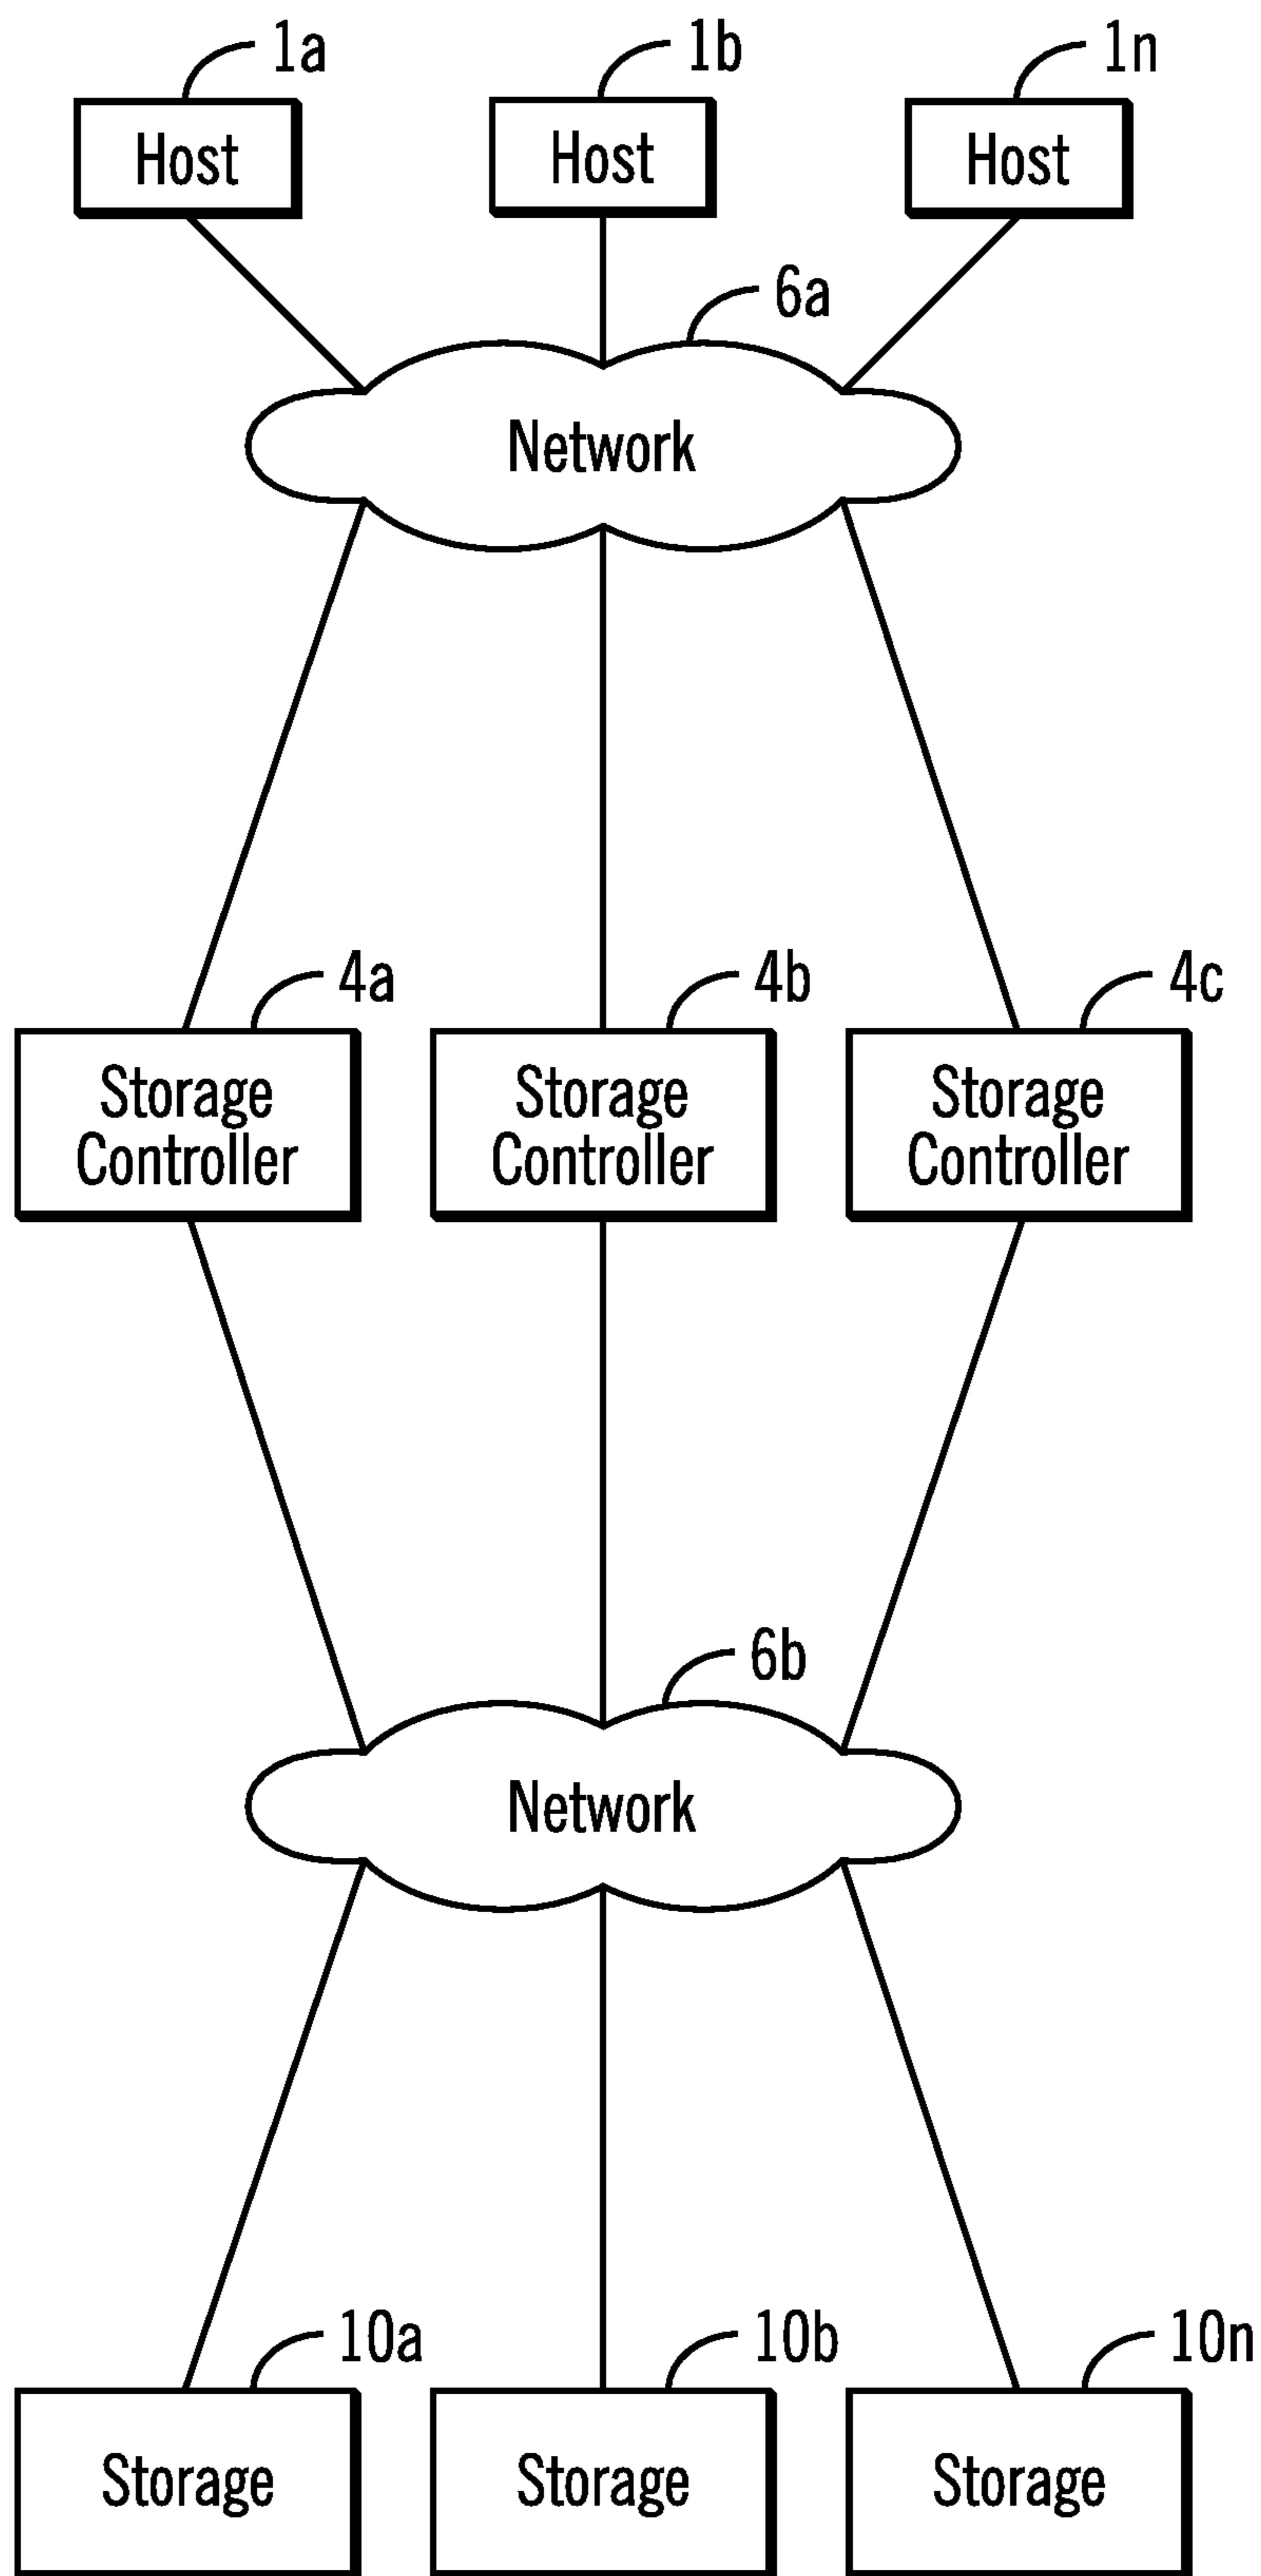 1a
1b
1n
Host
Host
Host
6a
Network
4a
4b
4c
Storage
Controller
Storage
Controller
Storage
Controller
6b
Network
10a
10b
10n
Storage
Storage
Storage